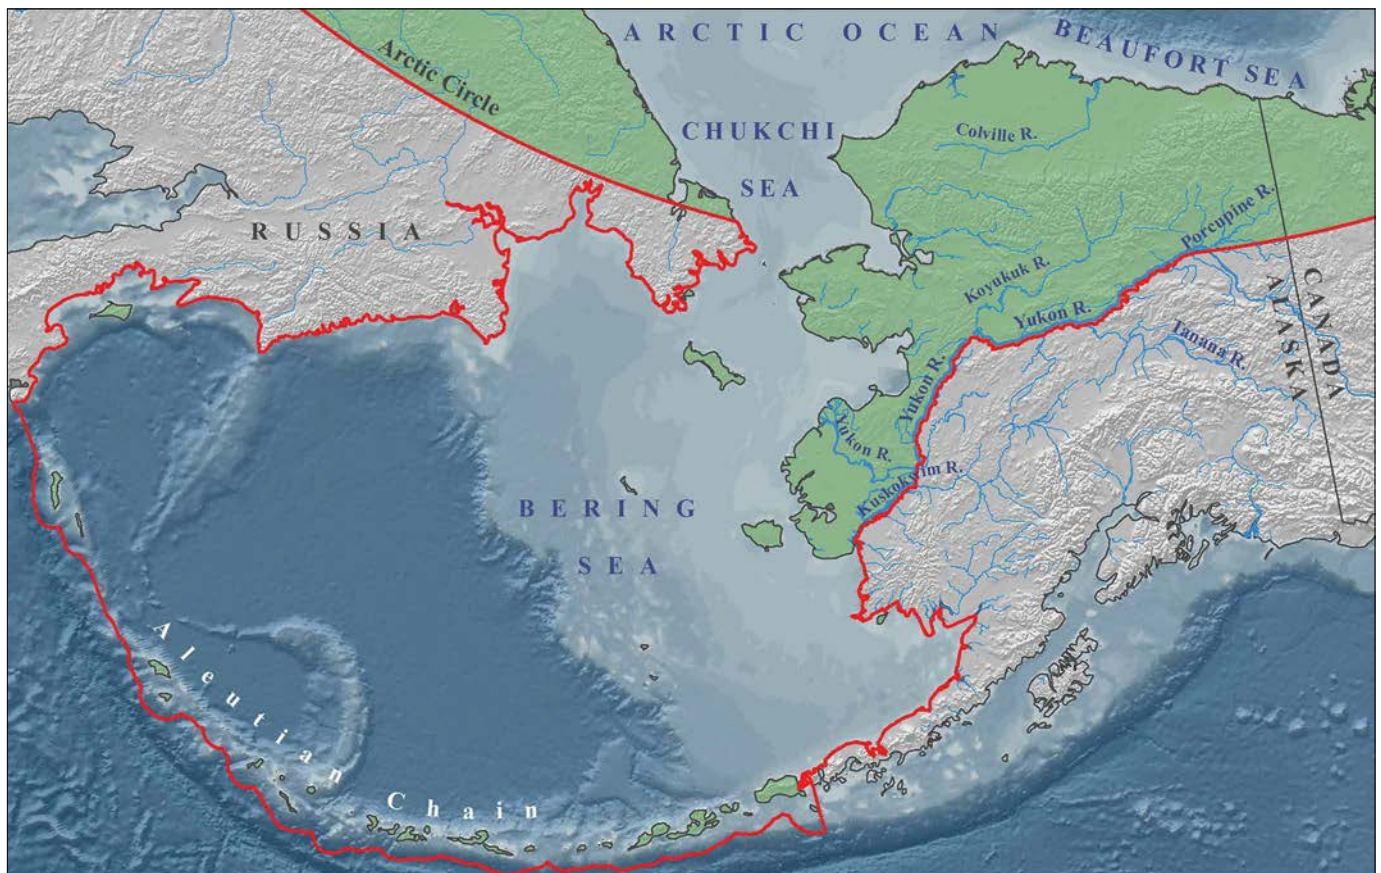 ARCTIC OCEAN
BEAUFORT SEA
Arctic Circle
CHUKCHI
SEA
Colville R.
RUSSIA
Porcupine R.
Koyukuk R.
Yukon R.
CANADA
ALASKA
Tanana R.
Yukon R.
Yukon R.
Kuskokwim R.
BERING
SEA
Aleutian
Chain